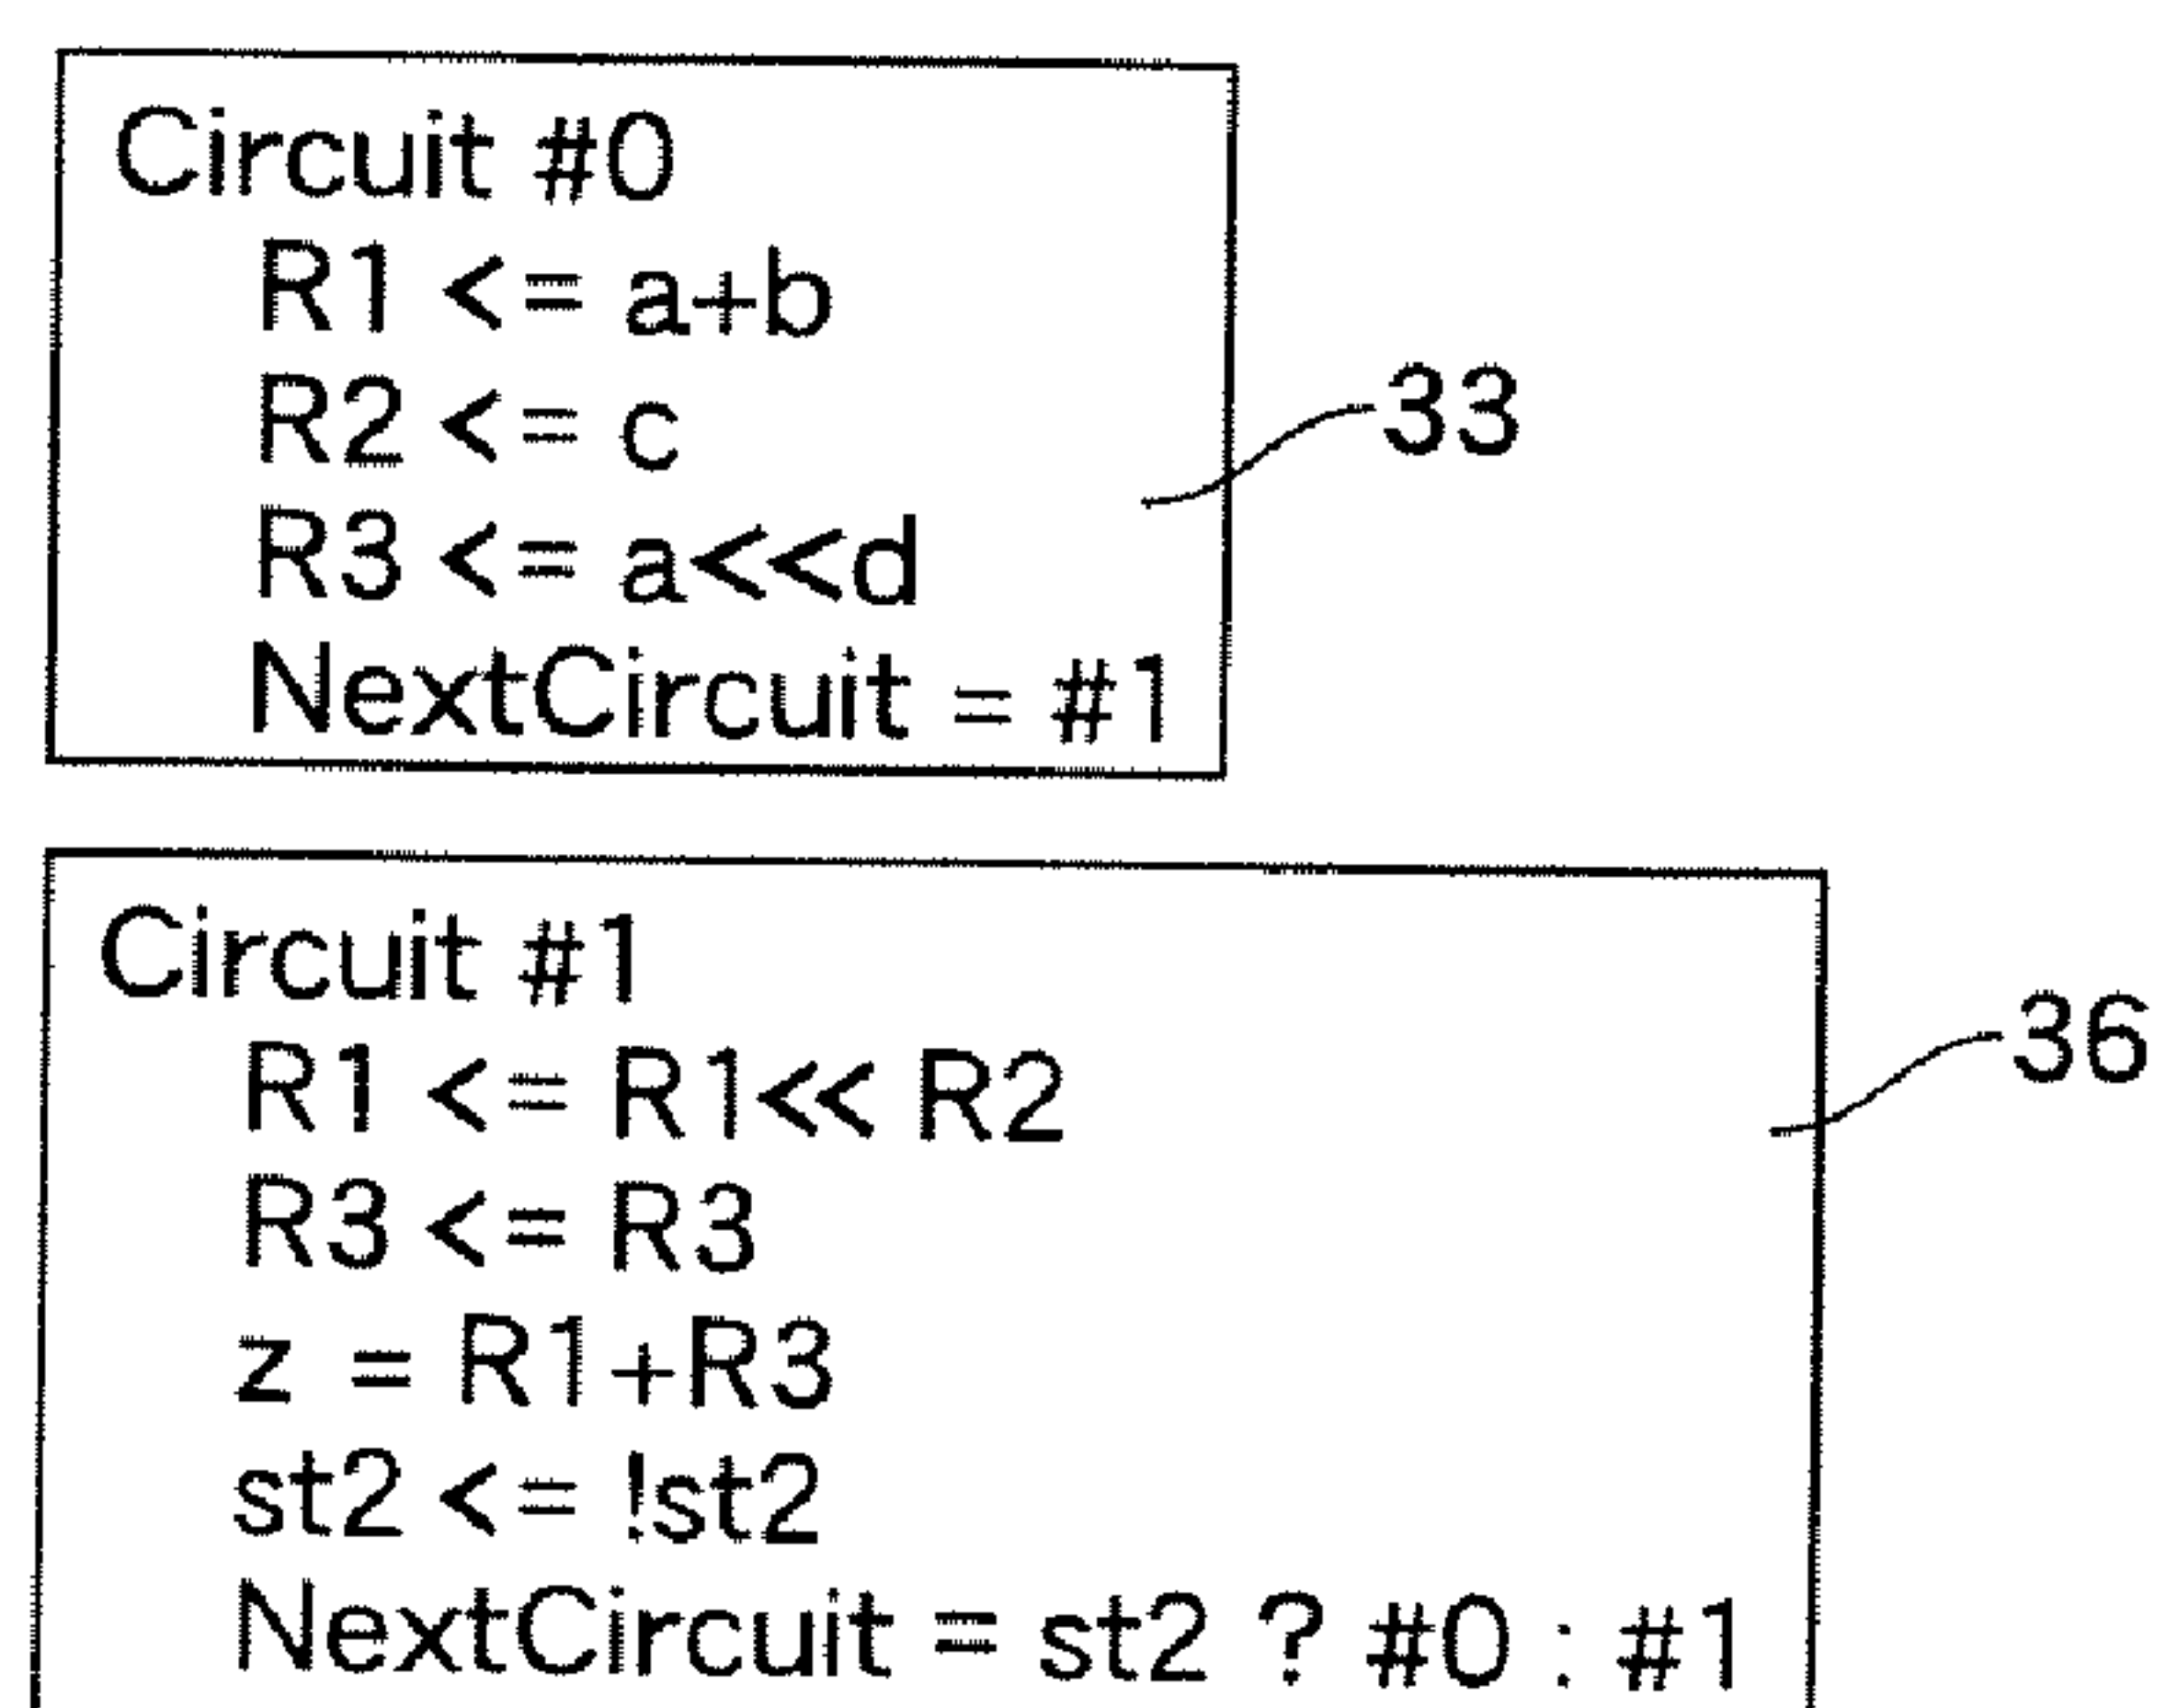 Circuit #0
R1 <= a+b
R2 <= c
R3 <= a<<d
NextCircuit = #1
33
Circuit #1
R1 <= R1<< R2
R3 <= R3
z = R1+R3
st2 <= !st2
NextCircuit = st2 ? #0 : #1
36